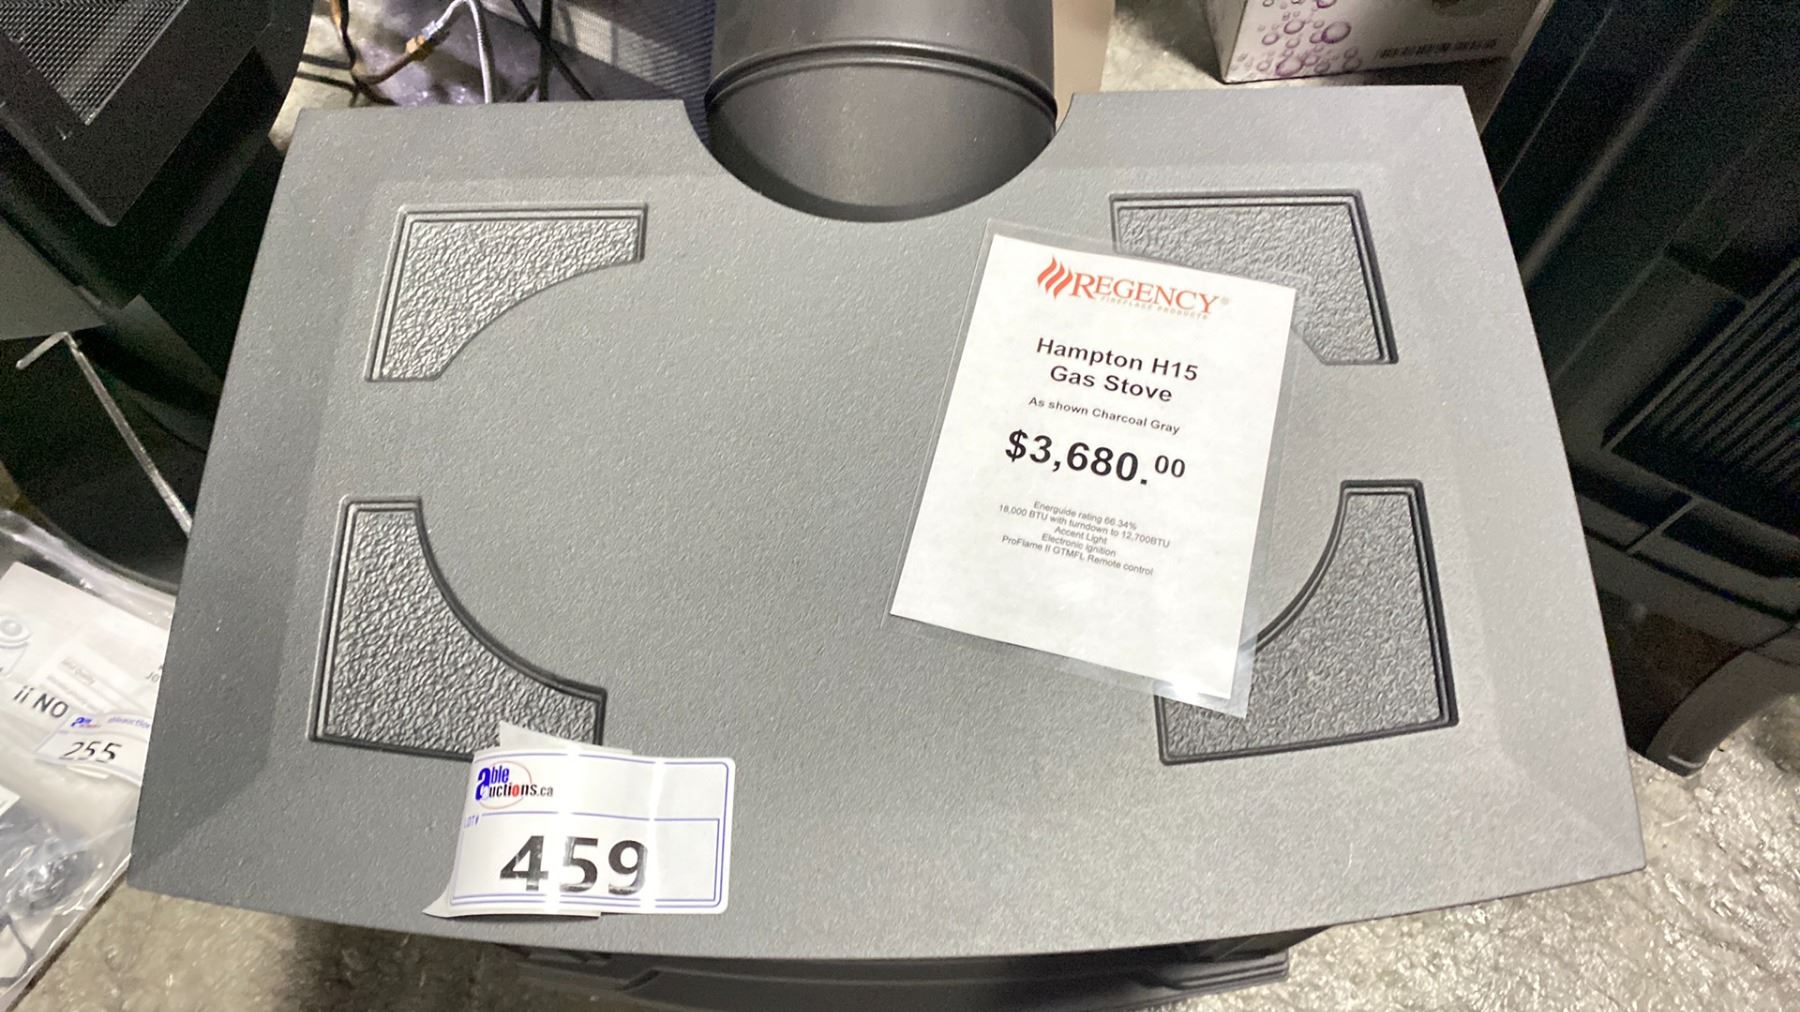 REGENCY®
FIREPLACE PRODUCTS
Hampton H15
Gas Stove
As shown Charcoal Gray
$3,680.00
Energuide rating 66.34%
18,000 BTU with turndown to 12,700BTU
Accent Light
Electronic ignition
ProFlame II GTMFL Remote control
able
auctions.ca
LOT#
459
¡¡ NO
255